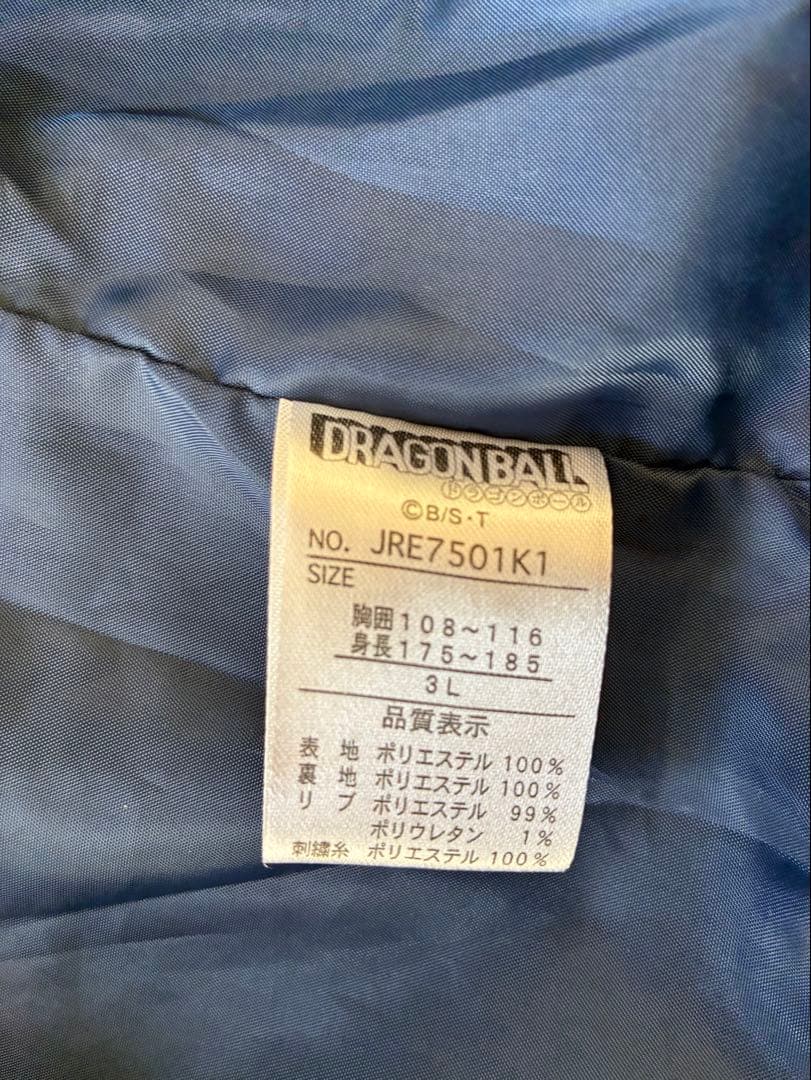 DRAGON BALL
ドラゴンボール
©B/S・T
NO. JRE7501K1
SIZE
胸囲108～116
身長175～185
3L
品質表示
表 地 ポリエステル 100%
裏 地 ポリエステル 100%
リ ブ ポリエステル 99%
ポリウレタン 1%
刺繍糸 ポリエステル 100%